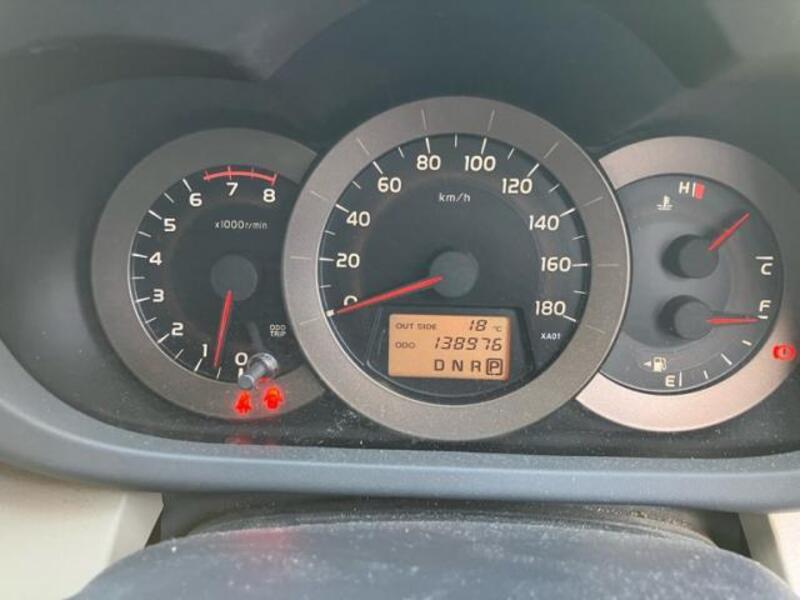 0 1 2 3 4 5 6 7 8
x1000r/min
ODO
TRIP
0 20 40 60 80 100 120 140 160 180
km/h
OUT SIDE 18 °C
ODO 138976
D N R P
XA01
H
C
F
E